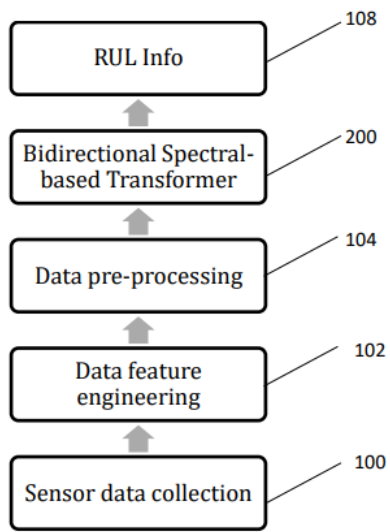 108
RUL Info
200
Bidirectional Spectral-
based Transformer
104
Data pre-processing
102
Data feature
engineering
100
Sensor data collection